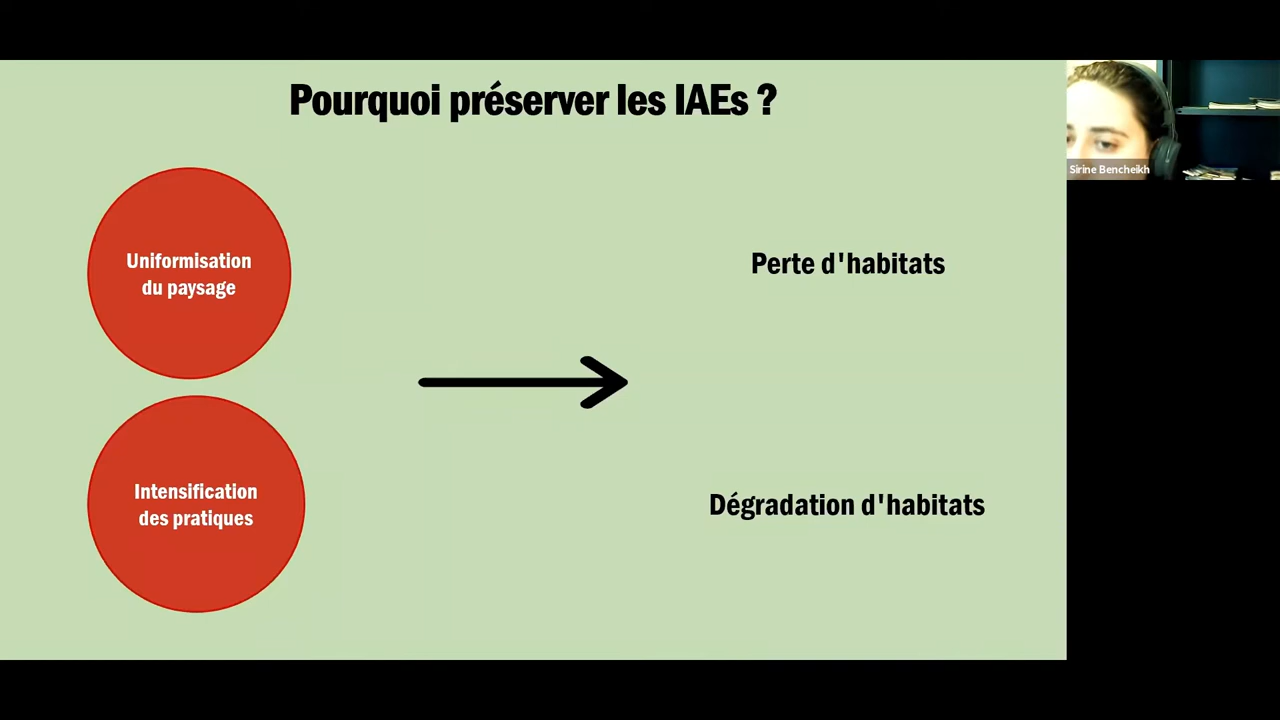 Pourquoi préserver les IAEs ?
Sirine Bencheikh
Uniformisation
du paysage
Perte d'habitats
Intensification
des pratiques
Dégradation d'habitats